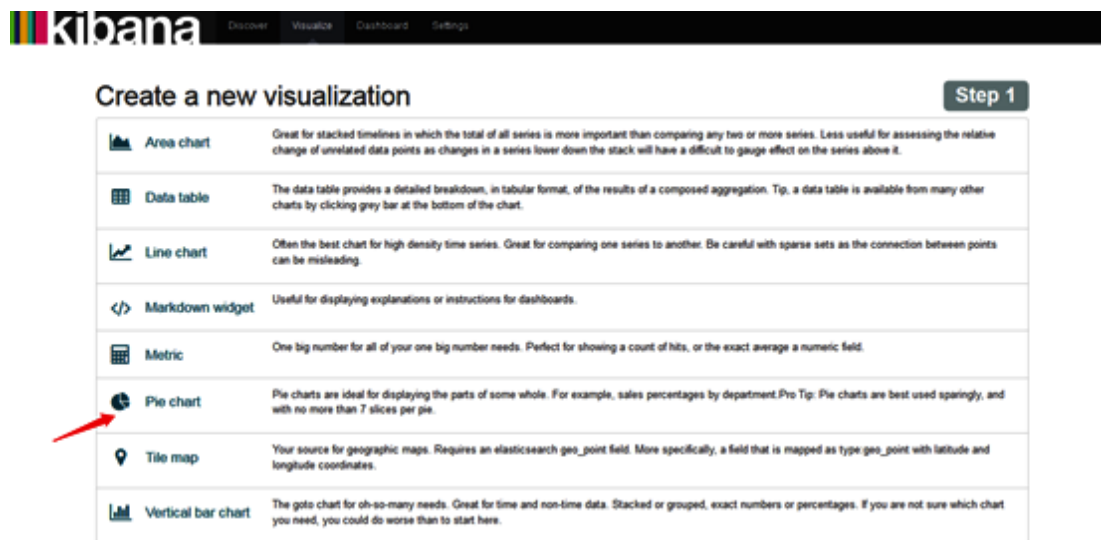 kibana Discover Visualize Dashboard Settings
Create a new visualization Step 1
Area chart
Great for stacked timelines in which the total of all series is more important than comparing any two or more series. Less useful for assessing the relative
change of unrelated data points as changes in a series lower down the stack will have a difficult to gauge effect on the series above it.
Data table
The data table provides a detailed breakdown, in tabular format, of the results of a composed aggregation. Tip, a data table is available from many other
charts by clicking grey bar at the bottom of the chart.
Line chart
Often the best chart for high density time series. Great for comparing one series to another. Be careful with sparse sets as the connection between points
can be misleading.
Markdown widget
Useful for displaying explanations or instructions for dashboards.
Metric
One big number for all of your one big number needs. Perfect for showing a count of hits, or the exact average a numeric field.
Pie chart
Pie charts are ideal for displaying the parts of some whole. For example, sales percentages by department.Pro Tip: Pie charts are best used sparingly, and
with no more than 7 slices per pie.
Tile map
Your source for geographic maps. Requires an elasticsearch geo_point field. More specifically, a field that is mapped as type:geo_point with latitude and
longitude coordinates.
Vertical bar chart
The goto chart for oh-so-many needs. Great for time and non-time data. Stacked or grouped, exact numbers or percentages. If you are not sure which chart
you need, you could do worse than to start here.